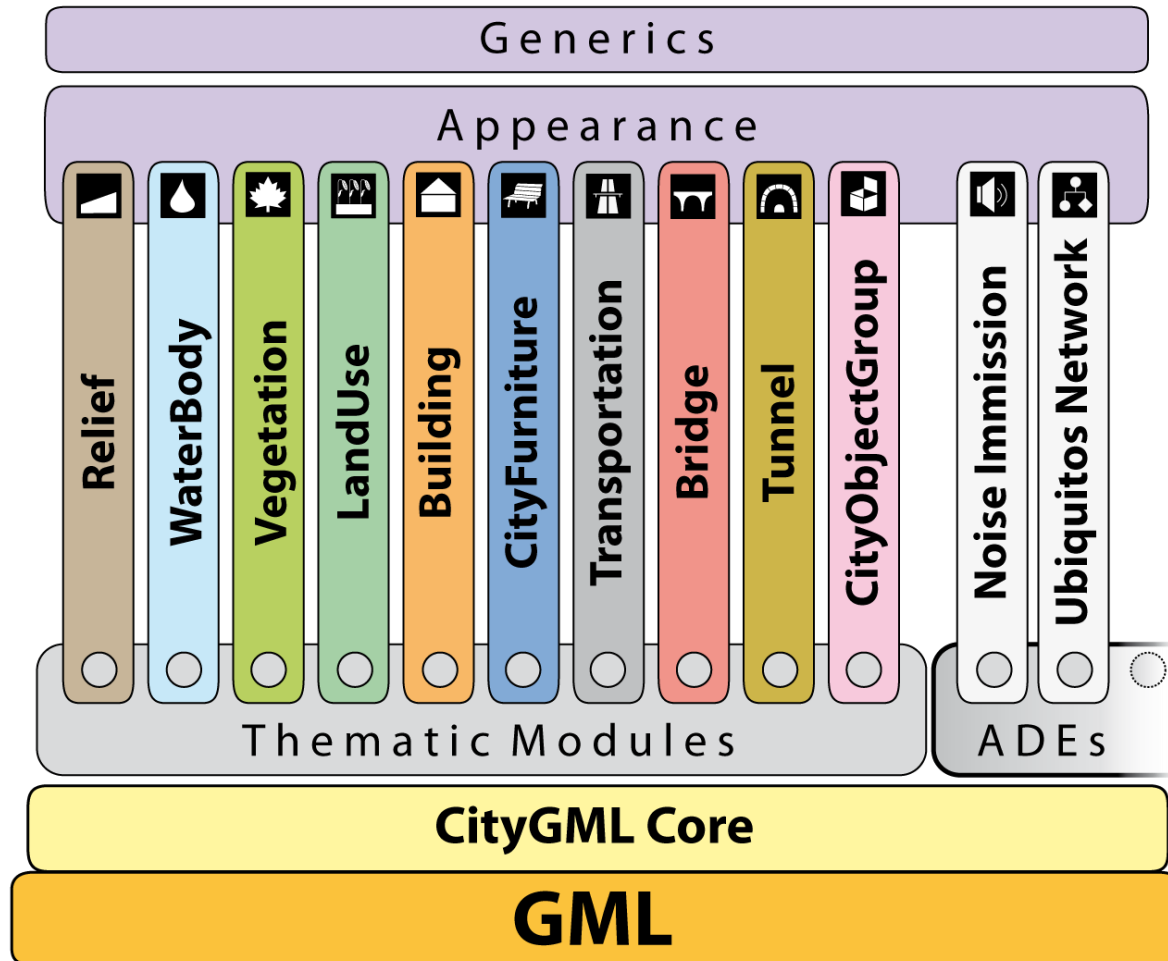 Generics
Appearance
Relief
WaterBody
Vegetation
LandUse
Building
CityFurniture
Transportation
Bridge
Tunnel
CityObjectGroup
Noise Immission
Ubiquitos Network
Thematic Modules
ADEs
CityGML Core
GML